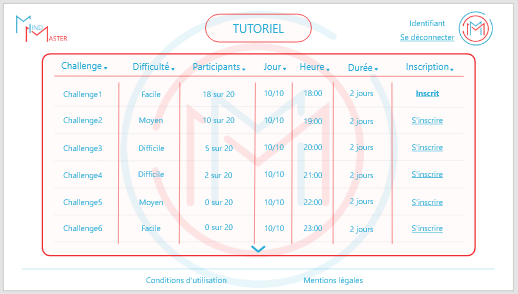 MIND
MASTER
TUTORIEL
Identifiant
Se déconnecter
Challenge Difficulté Participants Jour Heure Durée Inscription
Challenge1 Facile 18 sur 20 10/10 18:00 2 jours Inscrit
Challenge2 Moyen 10 sur 20 10/10 19:00 2 jours S'inscrire
Challenge3 Difficile 5 sur 20 10/10 20:00 2 jours S'inscrire
Challenge4 Difficile 2 sur 20 10/10 21:00 2 jours S'inscrire
Challenge5 Moyen 0 sur 20 10/10 22:00 2 jours S'inscrire
Challenge6 Facile 0 sur 20 10/10 23:00 2 jours S'inscrire
Conditions d'utilisation Mentions légales